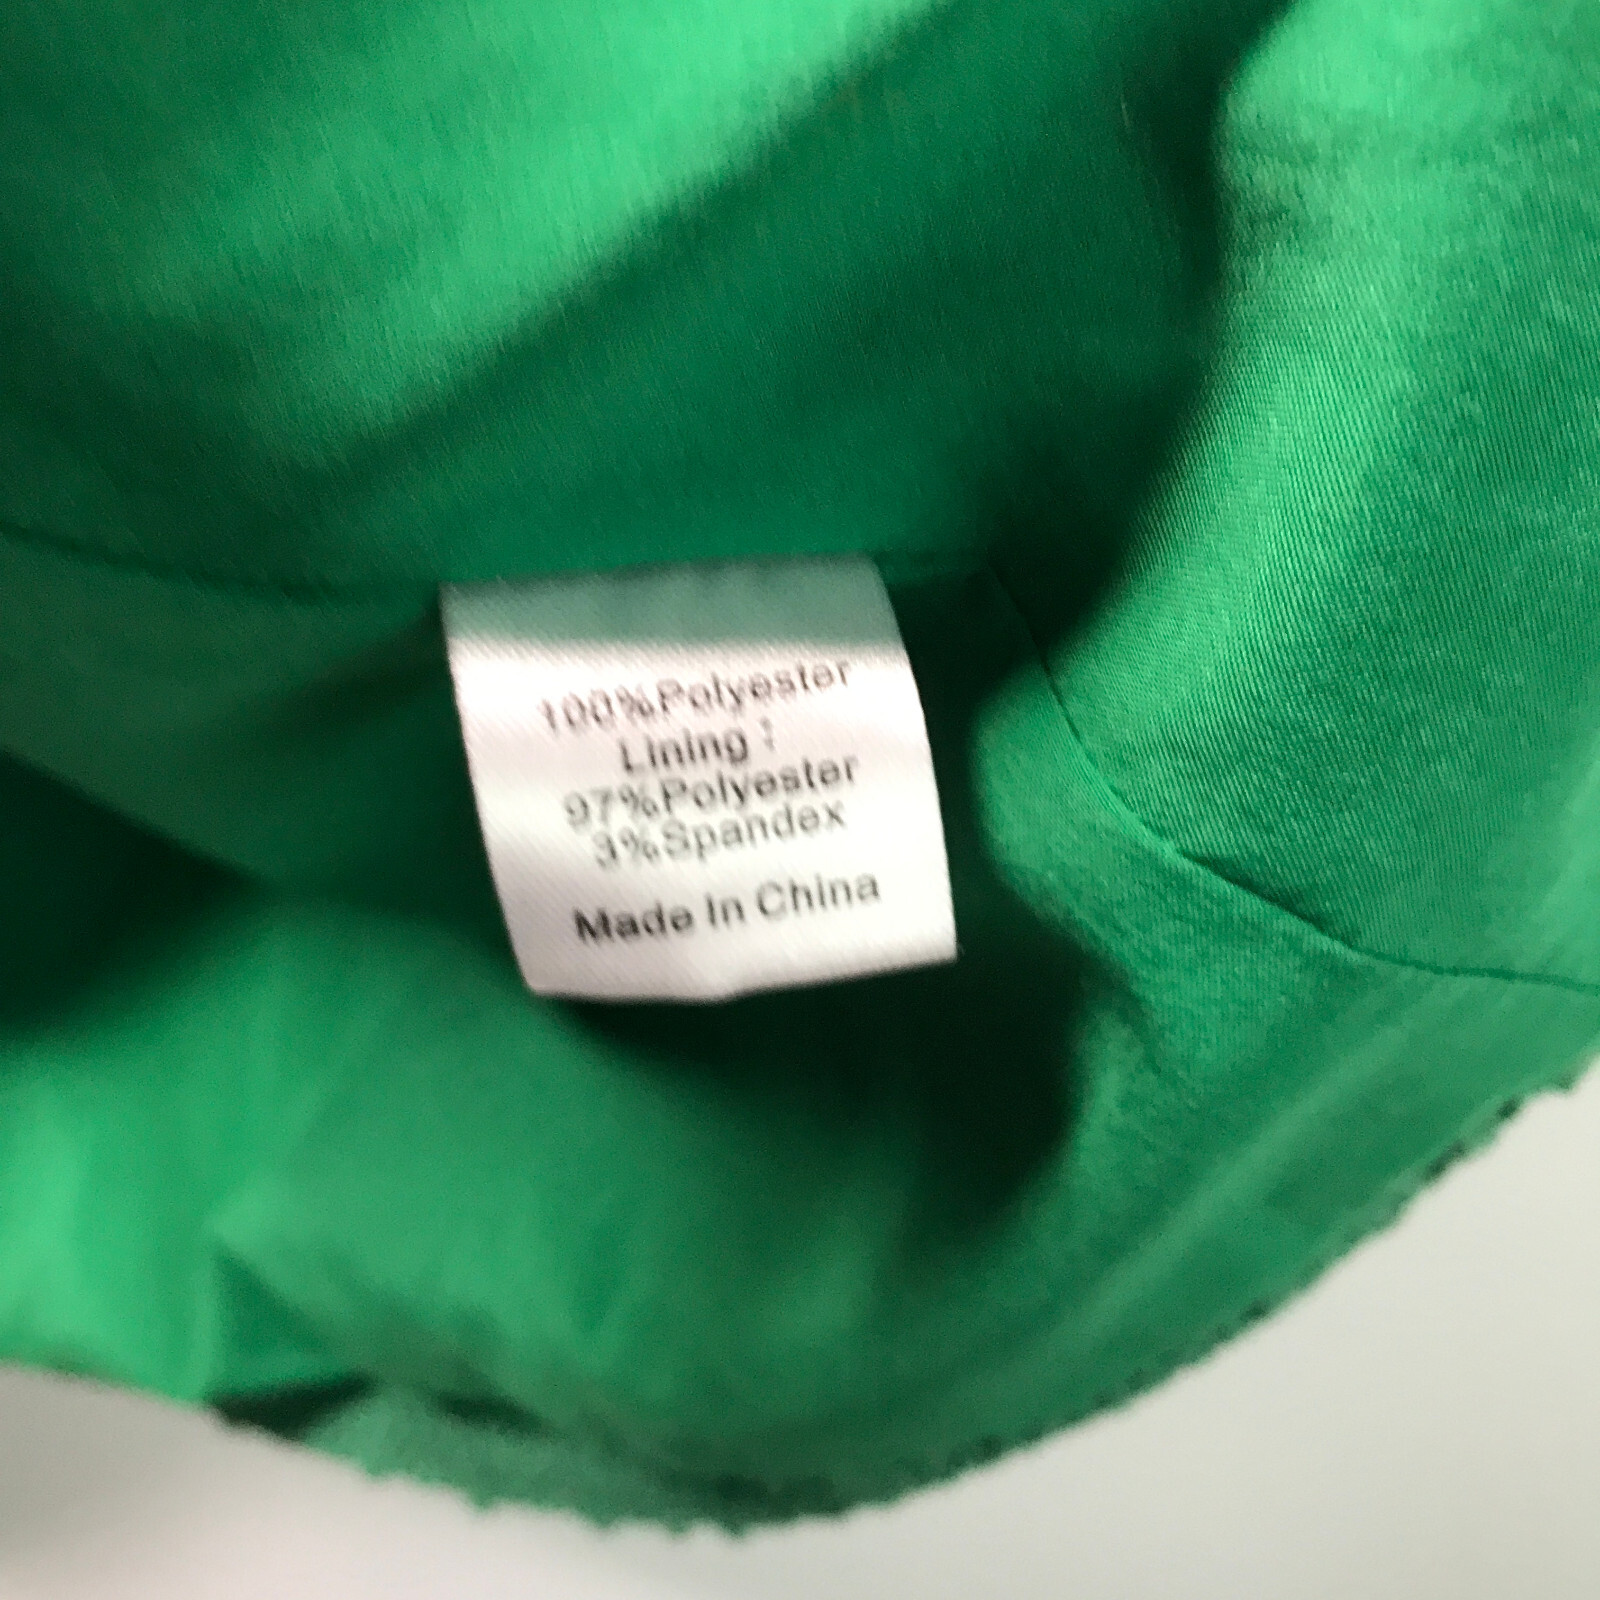 100%Polyester
Lining :
97%Polyester
3%Spandex
Made In China